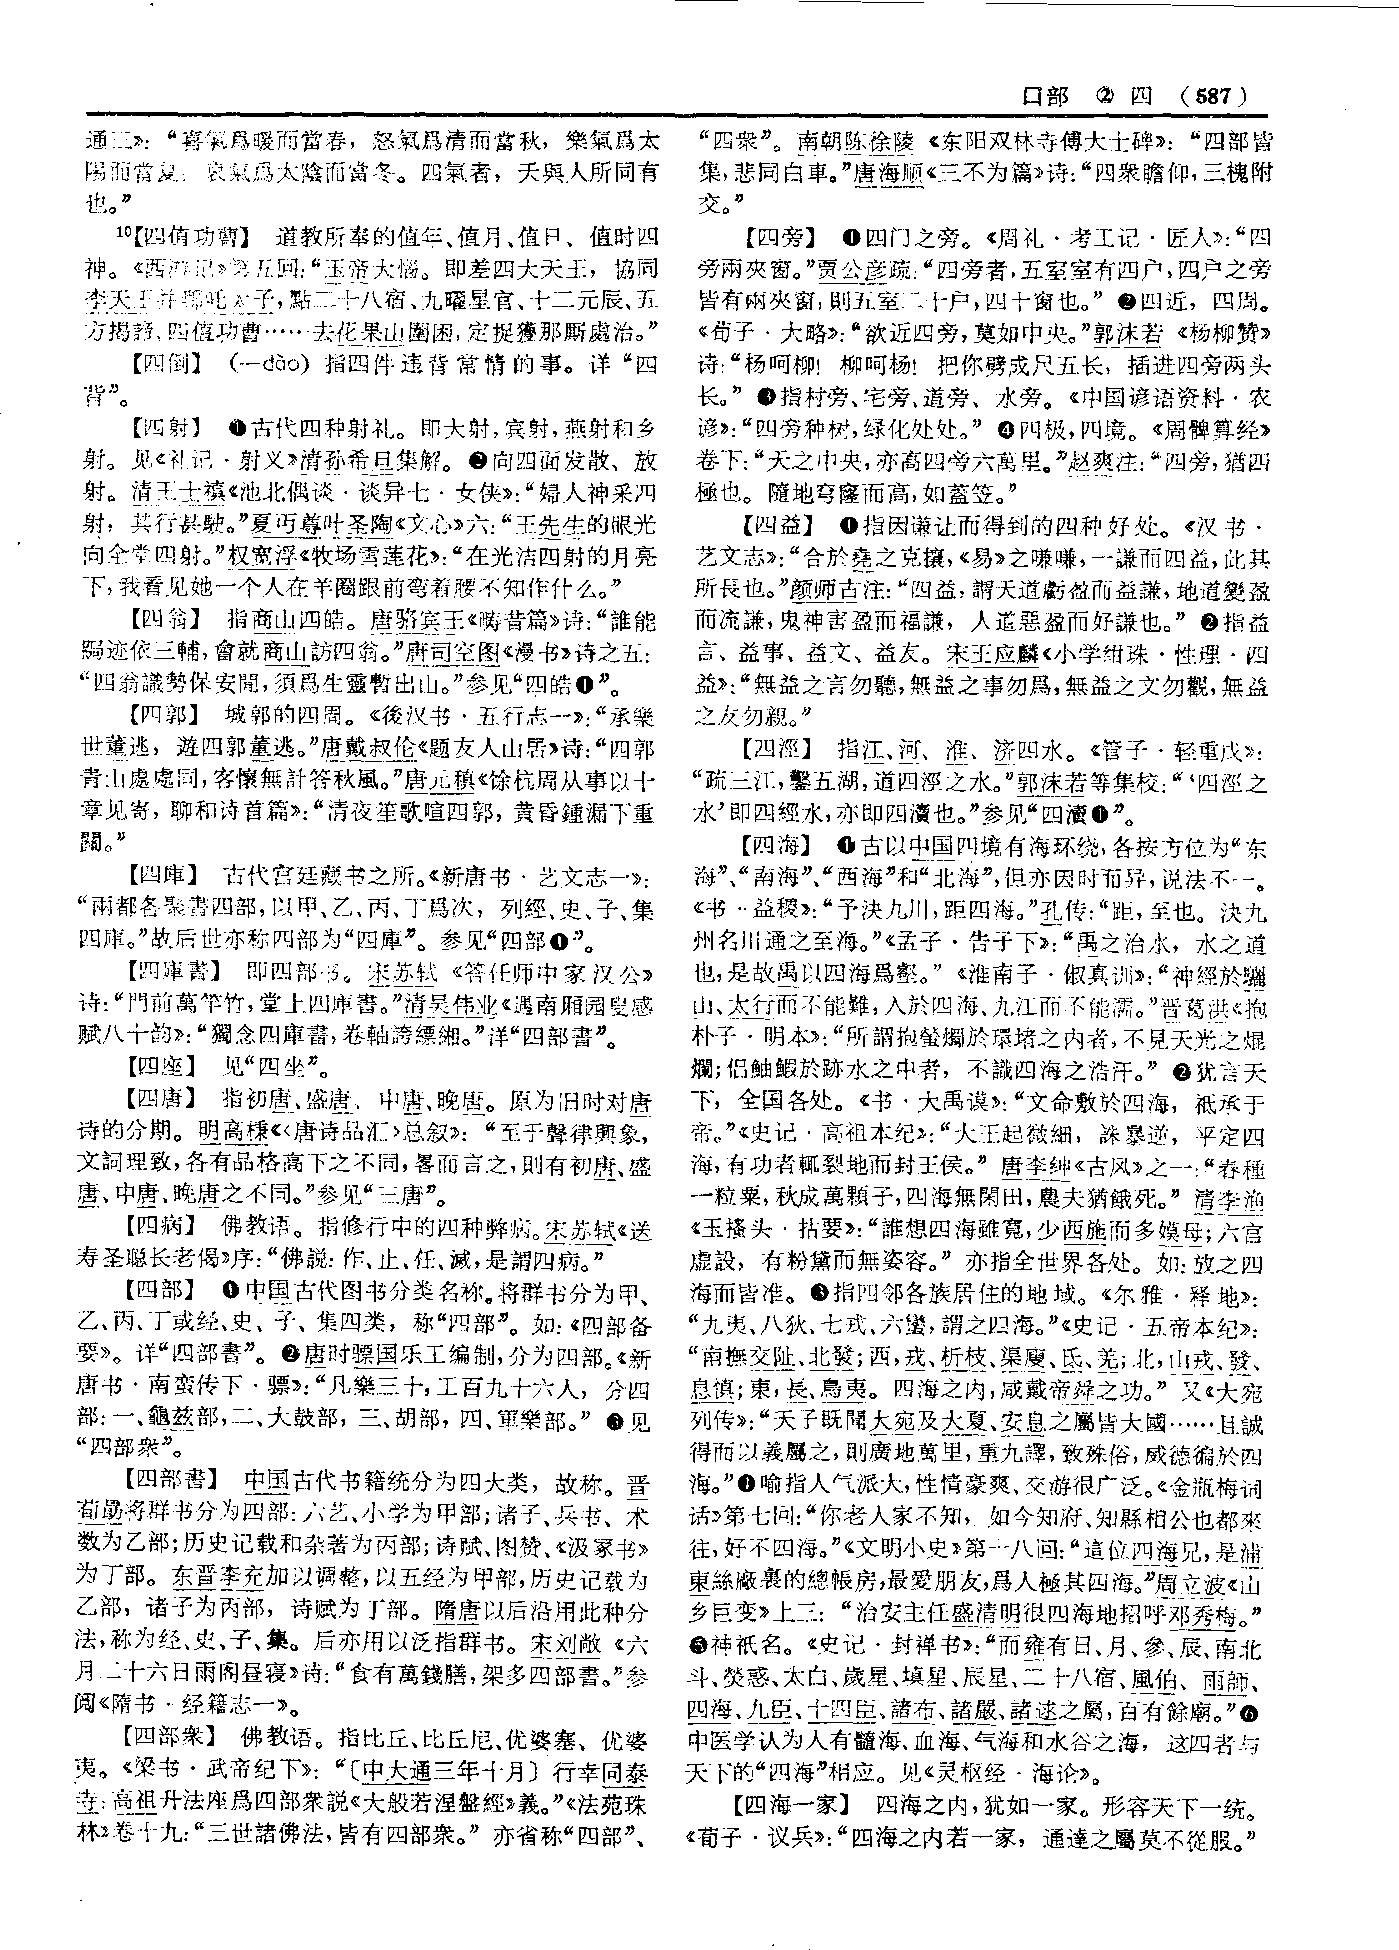 口部 ② 四 （587）
通三》：“喜氣爲暖而當春，怒氣爲清而當秋，樂氣爲太
陽而當夏，哀氣爲太陰而當冬。四氣者，天與人所同有
也。”
10【四值功曹】 道教所奉的值年、值月、值日、值时四
神。《西游记》第五回：“玉帝大惱。即差四大天王，協同
李天王并哪吒太子，點二十八宿、九曜星官、十二元辰、五
方揭諦、四值功曹……去花果山圍困，定捉獲那厮處治。”
【四倒】 （—dǎo）指四件违背常情的事。详“四
背”。
【四射】 ❶古代四种射礼。即大射，宾射，燕射和乡
射。见《礼记·射义》清孙希旦集解。❷向四面发散、放
射。清王士禛《池北偶谈·谈异七·女侠》：“婦人神采四
射，其行甚駛。”夏丏尊叶圣陶《文心》六：“王先生的眼光
向全堂四射。”权宽浮《牧场雪莲花》：“在光洁四射的月亮
下，我看见她一个人在羊圈跟前弯着腰不知作什么。”
【四翁】 指商山四皓。唐骆宾王《畴昔篇》诗：“誰能
跼迹依三輔，會就商山訪四翁。”唐司空图《漫书》诗之五：
“四翁識勢保安閒，須爲生靈暫出山。”参见“四皓❶”。
【四郭】 城郭的四周。《後汉书·五行志一》：“承樂
世董逃，遊四郭董逃。”唐戴叔伦《题友人山居》诗：“四郭
青山處處同，客懷無計答秋風。”唐元稹《馀杭周从事以十
章见寄，聊和诗首篇》：“清夜笙歌喧四郭，黄昏鍾漏下重
關。”
【四庫】 古代宫廷藏书之所。《新唐书·艺文志一》：
“兩都各聚書四部，以甲、乙、丙、丁爲次，列經、史、子、集
四庫。”故后世亦称四部为“四庫”。参见“四部❶”。
【四庫書】 即四部书。宋苏轼《答任师中家汉公》
诗：“門前萬竿竹，堂上四庫書。”清吴伟业《遇南厢园叟感
赋八十韵》：“獨念四庫書，卷軸誇縹緗。”详“四部書”。
【四座】 见“四坐”。
【四唐】 指初唐、盛唐、中唐、晚唐。原为旧时对唐
诗的分期。明高棅《〈唐诗品汇〉总叙》：“至于聲律興象，
文詞理致，各有品格高下之不同，畧而言之，則有初唐、盛
唐、中唐、晚唐之不同。”参见“三唐”。
【四病】 佛教语。指修行中的四种弊病。宋苏轼《送
寿圣聪长老偈》序：“佛説：作、止、任、滅，是謂四病。”
【四部】 ❶中国古代图书分类名称。将群书分为甲、
乙、丙、丁或经、史、子、集四类，称“四部”。如：《四部备
要》。详“四部書”。❷唐时骠国乐工编制，分为四部。《新
唐书·南蛮传下·骠》：“凡樂三十，工百九十六人，分四
部：一、龜兹部，二、大鼓部，三、胡部，四、軍樂部。”❸见
“四部衆”。
【四部書】 中国古代书籍统分为四大类，故称。晋
荀勖将群书分为四部：六艺、小学为甲部；诸子、兵书、术
数为乙部；历史记载和杂著为丙部；诗赋、图赞、《汲冢书》
为丁部。东晋李充加以调整，以五经为甲部，历史记载为
乙部，诸子为丙部，诗赋为丁部。隋唐以后沿用此种分
法，称为经、史、子、集。后亦用以泛指群书。宋刘敞《六
月二十六日雨阁昼寝》诗：“食有萬錢膳，架多四部書。”参
阅《隋书·经籍志一》。
【四部衆】 佛教语。指比丘、比丘尼、优婆塞、优婆
夷。《梁书·武帝纪下》：“〔中大通三年十月〕行幸同泰
寺，高祖升法座爲四部衆説《大般若涅盤經》義。”《法苑珠
林》卷十九：“三世諸佛法，皆有四部衆。”亦省称“四部”、
“四衆”。南朝陈徐陵《东阳双林寺傅大士碑》：“四部皆
集，悲同白車。”唐海顺《三不为篇》诗：“四衆瞻仰，三槐附
交。”
【四旁】 ❶四门之旁。《周礼·考工记·匠人》：“四
旁兩夾窗。”贾公彦疏：“四旁者，五室室有四户，四户之旁
皆有兩夾窗，則五室二十户，四十窗也。”❷四近，四周。
《荀子·大略》：“欲近四旁，莫如中央。”郭沫若《杨柳赞》
诗：“杨呵柳！柳呵杨！把你劈成尺五长，插进四旁两头
长。”❸指村旁、宅旁、道旁、水旁。《中国谚语资料·农
谚》：“四旁种树，绿化处处。”❹四极，四境。《周髀算经》
卷下：“天之中央，亦高四旁六萬里。”赵爽注：“四旁，猶四
極也。隨地穹窿而高，如蓋笠。”
【四益】 ❶指因谦让而得到的四种好处。《汉书·
艺文志》：“合於堯之克攘，《易》之嗛嗛，一謙而四益，此其
所長也。”颜师古注：“四益，謂天道虧盈而益謙，地道變盈
而流謙，鬼神害盈而福謙，人道惡盈而好謙也。”❷指益
言、益事、益文、益友。宋王应麟《小学绀珠·性理·四
益》：“無益之言勿聽，無益之事勿爲，無益之文勿觀，無益
之友勿親。”
【四涇】 指江、河、淮、济四水。《管子·轻重戊》：
“疏三江，鑿五湖，道四涇之水。”郭沫若等集校：“‘四涇之
水’即四經水，亦即四瀆也。”参见“四瀆❶”。
【四海】 ❶古以中国四境有海环绕，各按方位为“东
海”、“南海”、“西海”和“北海”，但亦因时而异，说法不一。
《书·益稷》：“予决九川，距四海。”孔传：“距，至也。决九
州名川通之至海。”《孟子·告子下》：“禹之治水，水之道
也，是故禹以四海爲壑。”《淮南子·俶真训》：“神經於驪
山、太行而不能難，入於四海、九江而不能濡。”晋葛洪《抱
朴子·明本》：“所謂抱螢燭於環堵之内者，不見天光之焜
爛；侣鮋鰕於跡水之中者，不識四海之浩汗。”❷犹言天
下，全国各处。《书·大禹谟》：“文命敷於四海，祇承于
帝。”《史记·高祖本纪》：“大王起微細，誅暴逆，平定四
海，有功者輒裂地而封王侯。”唐李绅《古风》之一：“春種
一粒粟，秋成萬顆子，四海無閑田，農夫猶餓死。”清李渔
《玉搔头·拈要》：“誰想四海雖寬，少西施而多嫫母；六宫
虚設，有粉黛而無姿容。”亦指全世界各处。如：放之四
海而皆准。❸指四邻各族居住的地域。《尔雅·释地》：
“九夷、八狄、七戎、六蠻，謂之四海。”《史记·五帝本纪》：
“南撫交阯、北發；西，戎、析枝、渠廋、氐、羌；北，山戎、發、
息慎；東，長、鳥夷。四海之内，咸戴帝舜之功。”又《大宛
列传》：“天子既聞大宛及大夏、安息之屬皆大國……且誠
得而以義屬之，則廣地萬里，重九譯，致殊俗，威德徧於四
海。”❹喻指人气派大，性情豪爽、交游很广泛。《金瓶梅词
话》第七回：“你老人家不知，如今知府、知縣相公也都來
往，好不四海。”《文明小史》第一八回：“這位四海兄，是浦
東絲廠裏的總帳房，最愛朋友，爲人極其四海。”周立波《山
乡巨变》上三：“治安主任盛清明很四海地招呼邓秀梅。”
❺神祇名。《史记·封禅书》：“而雍有日、月、參、辰、南北
斗、熒惑、太白、歲星、填星、辰星、二十八宿、風伯、雨師、
四海、九臣、十四臣、諸布、諸嚴、諸逑之屬，百有餘廟。”❻
中医学认为人有髓海、血海、气海和水谷之海，这四者与
天下的“四海”相应。见《灵枢经·海论》。
【四海一家】 四海之内，犹如一家。形容天下一统。
《荀子·议兵》：“四海之内若一家，通達之屬莫不從服。”